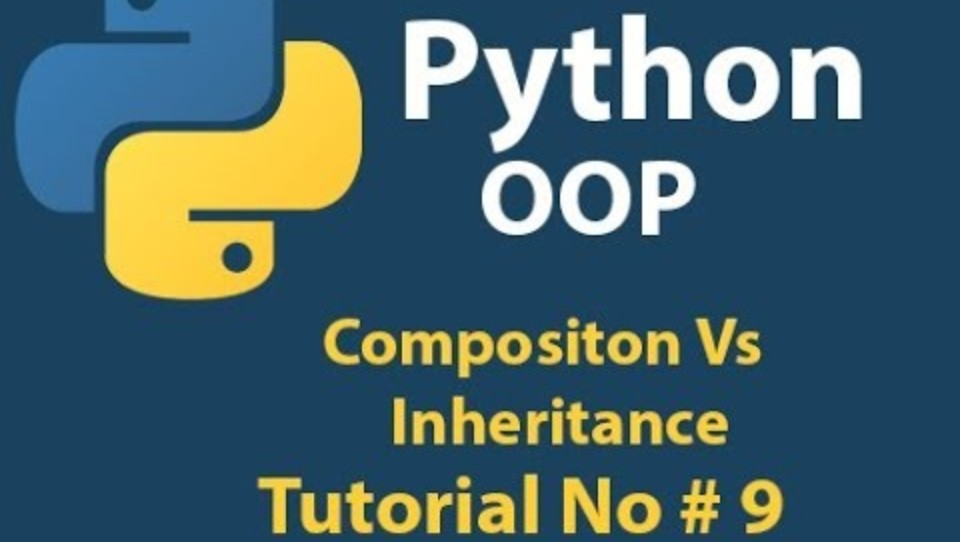 Python
OOP
Compositon Vs
Inheritance
Tutorial No # 9